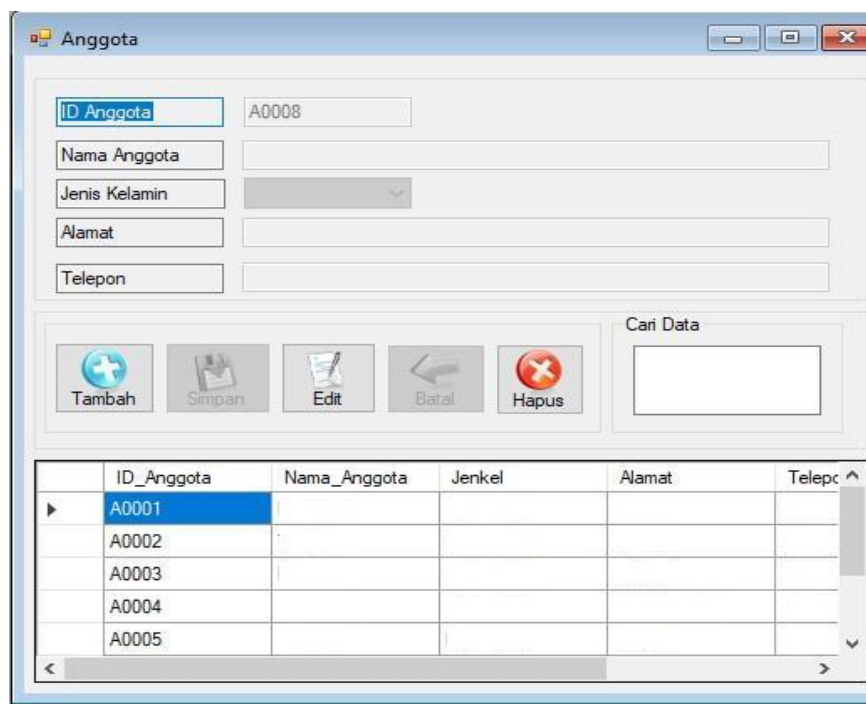 Anggota
ID Anggota A0008
Nama Anggota
Jenis Kelamin
Alamat
Telepon
Cari Data
Tambah Simpan Edit Batal Hapus
ID_Anggota Nama_Anggota Jenkel Alamat Telepo
A0001
A0002
A0003
A0004
A0005